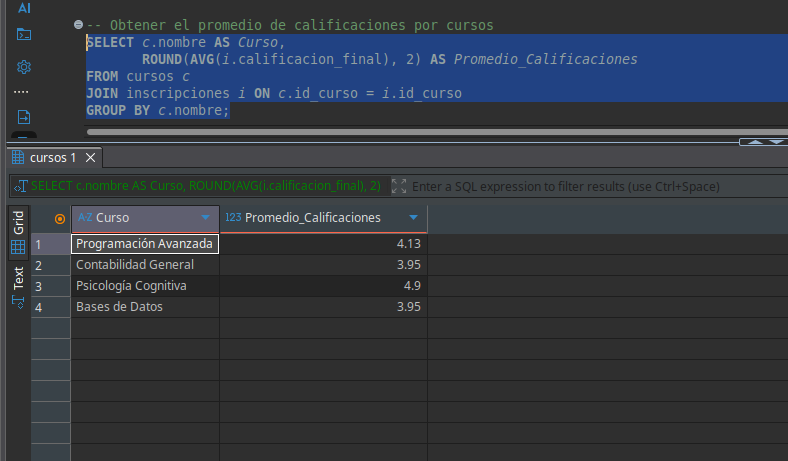 AI
-- Obtener el promedio de calificaciones por cursos
SELECT c.nombre AS Curso,
ROUND(AVG(i.calificacion_final), 2) AS Promedio_Calificaciones
FROM cursos c
JOIN inscripciones i ON c.id_curso = i.id_curso
GROUP BY c.nombre;
cursos 1
SELECT c.nombre AS Curso, ROUND(AVG(i.calificacion_final), 2) Enter a SQL expression to filter results (use Ctrl+Space)
Grid
Text
AZ Curso 123 Promedio_Calificaciones
1 Programación Avanzada 4.13
2 Contabilidad General 3.95
3 Psicología Cognitiva 4.9
4 Bases de Datos 3.95